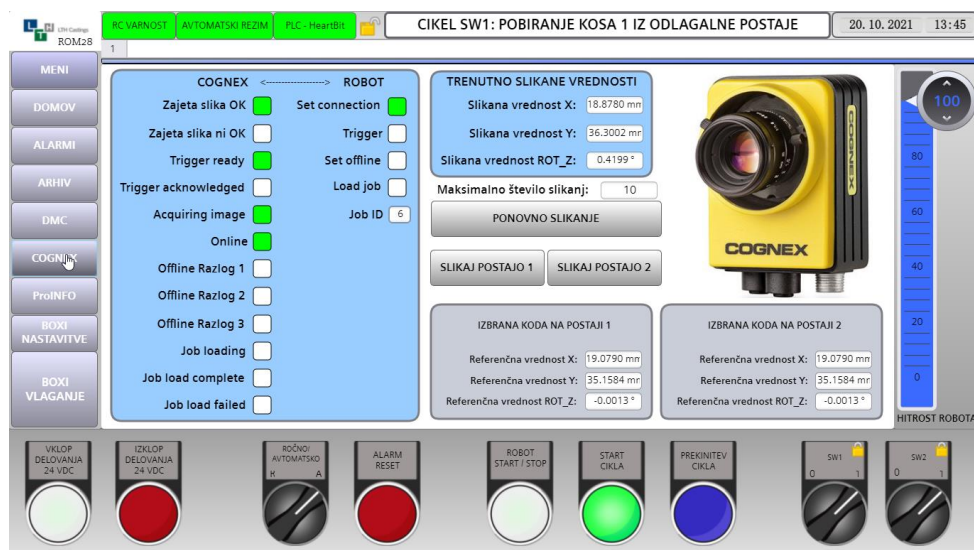 LTH Castings
ROM28
RC VARNOST
AVTOMATSKI REZIM
PLC - HeartBit
CIKEL SW1: POBIRANJE KOSA 1 IZ ODLAGALNE POSTAJE
20. 10. 2021 13:45
1
MENI
DOMOV
ALARMI
ARHIV
DMC
COGNEX
ProINFO
BOXI
NASTAVITVE
BOXI
VLAGANJE
COGNEX <--------------------> ROBOT
Zajeta slika OK
Set connection
Zajeta slika ni OK
Trigger
Trigger ready
Set offline
Trigger acknowledged
Load job
Acquiring image
Job ID 6
Online
Offline Razlog 1
Offline Razlog 2
Offline Razlog 3
Job loading
Job load complete
Job load failed
TRENUTNO SLIKANE VREDNOSTI
Slikana vrednost X: 18.8780 mm
Slikana vrednost Y: 36.3002 mr
Slikana vrednost ROT_Z: 0.4199 °
Maksimalno število slikanj: 10
PONOVNO SLIKANJE
SLIKAJ POSTAJO 1
SLIKAJ POSTAJO 2
COGNEX
COGNEX
IZBRANA KODA NA POSTAJI 1
Referenčna vrednost X: 19.0790 mm
Referenčna vrednost Y: 35.1584 mr
Referenčna vrednost ROT_Z: -0.0013 °
IZBRANA KODA NA POSTAJI 2
Referenčna vrednost X: 19.0790 mm
Referenčna vrednost Y: 35.1584 mr
Referenčna vrednost ROT_Z: -0.0013 °
100
80
60
40
20
0
HITROST ROBOTA
VKLOP
DELOVANJA
24 VDC
IZKLOP
DELOVANJA
24 VDC
ROČNO/
AVTOMATSKO
R A
ALARM
RESET
ROBOT
START / STOP
START
CIKLA
PREKINITEV
CIKLA
SW1
0 1
SW2
0 1